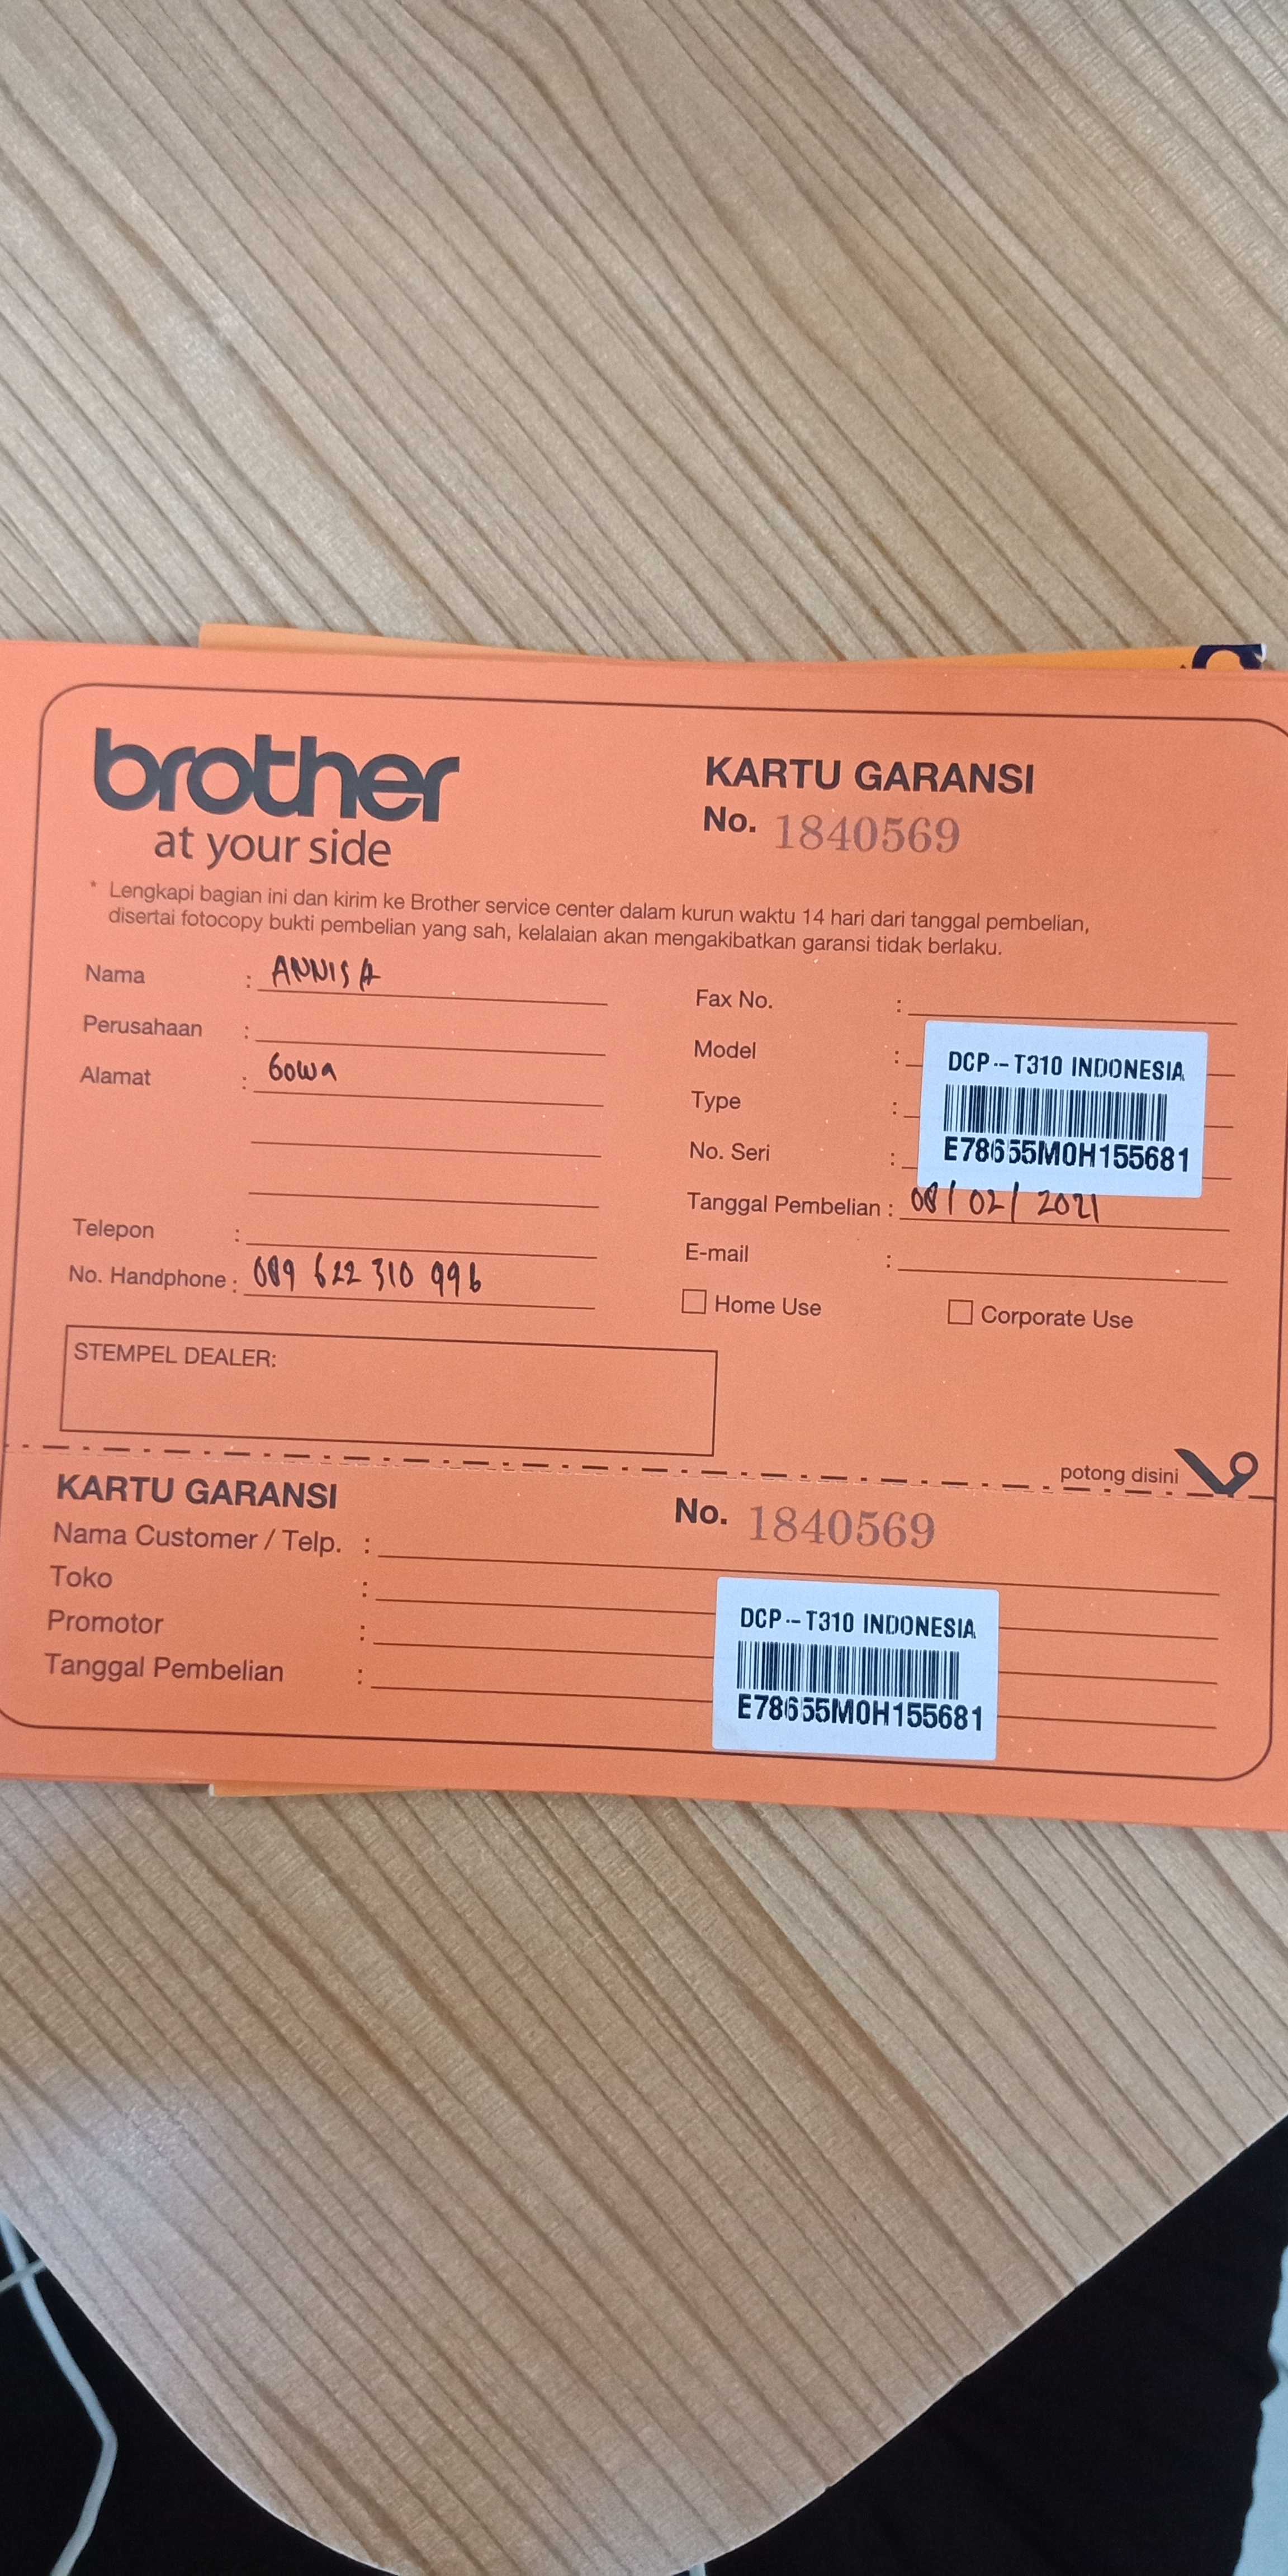 brother
at your side
KARTU GARANSI
No. 1840569
* Lengkapi bagian ini dan kirim ke Brother service center dalam kurun waktu 14 hari dari tanggal pembelian,
disertai fotocopy bukti pembelian yang sah, kelalaian akan mengakibatkan garansi tidak berlaku.
Nama : ANNISA
Perusahaan :
Alamat : Gowa
Telepon :
No. Handphone : 089 622 310 996
Fax No. :
Model : DCP-T310 INDONESIA
Type :
No. Seri : E78655M0H155681
Tanggal Pembelian : 08/02/2021
E-mail :
Home Use
Corporate Use
STEMPEL DEALER:
potong disini
KARTU GARANSI
No. 1840569
Nama Customer / Telp. :
Toko :
Promotor :
Tanggal Pembelian :
DCP-T310 INDONESIA
E78655M0H155681